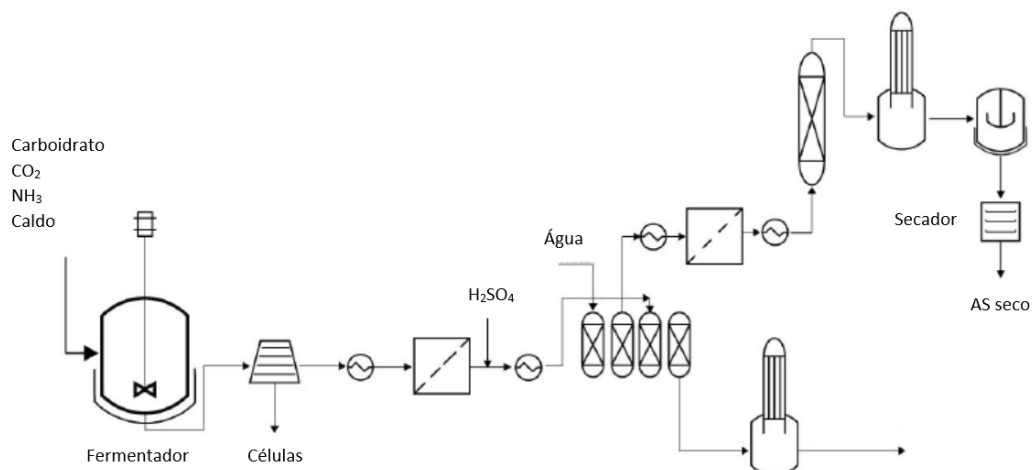 Carboidrato
CO₂
NH₃
Caldo
Água
H₂SO₄
Secador
AS seco
Fermentador
Células